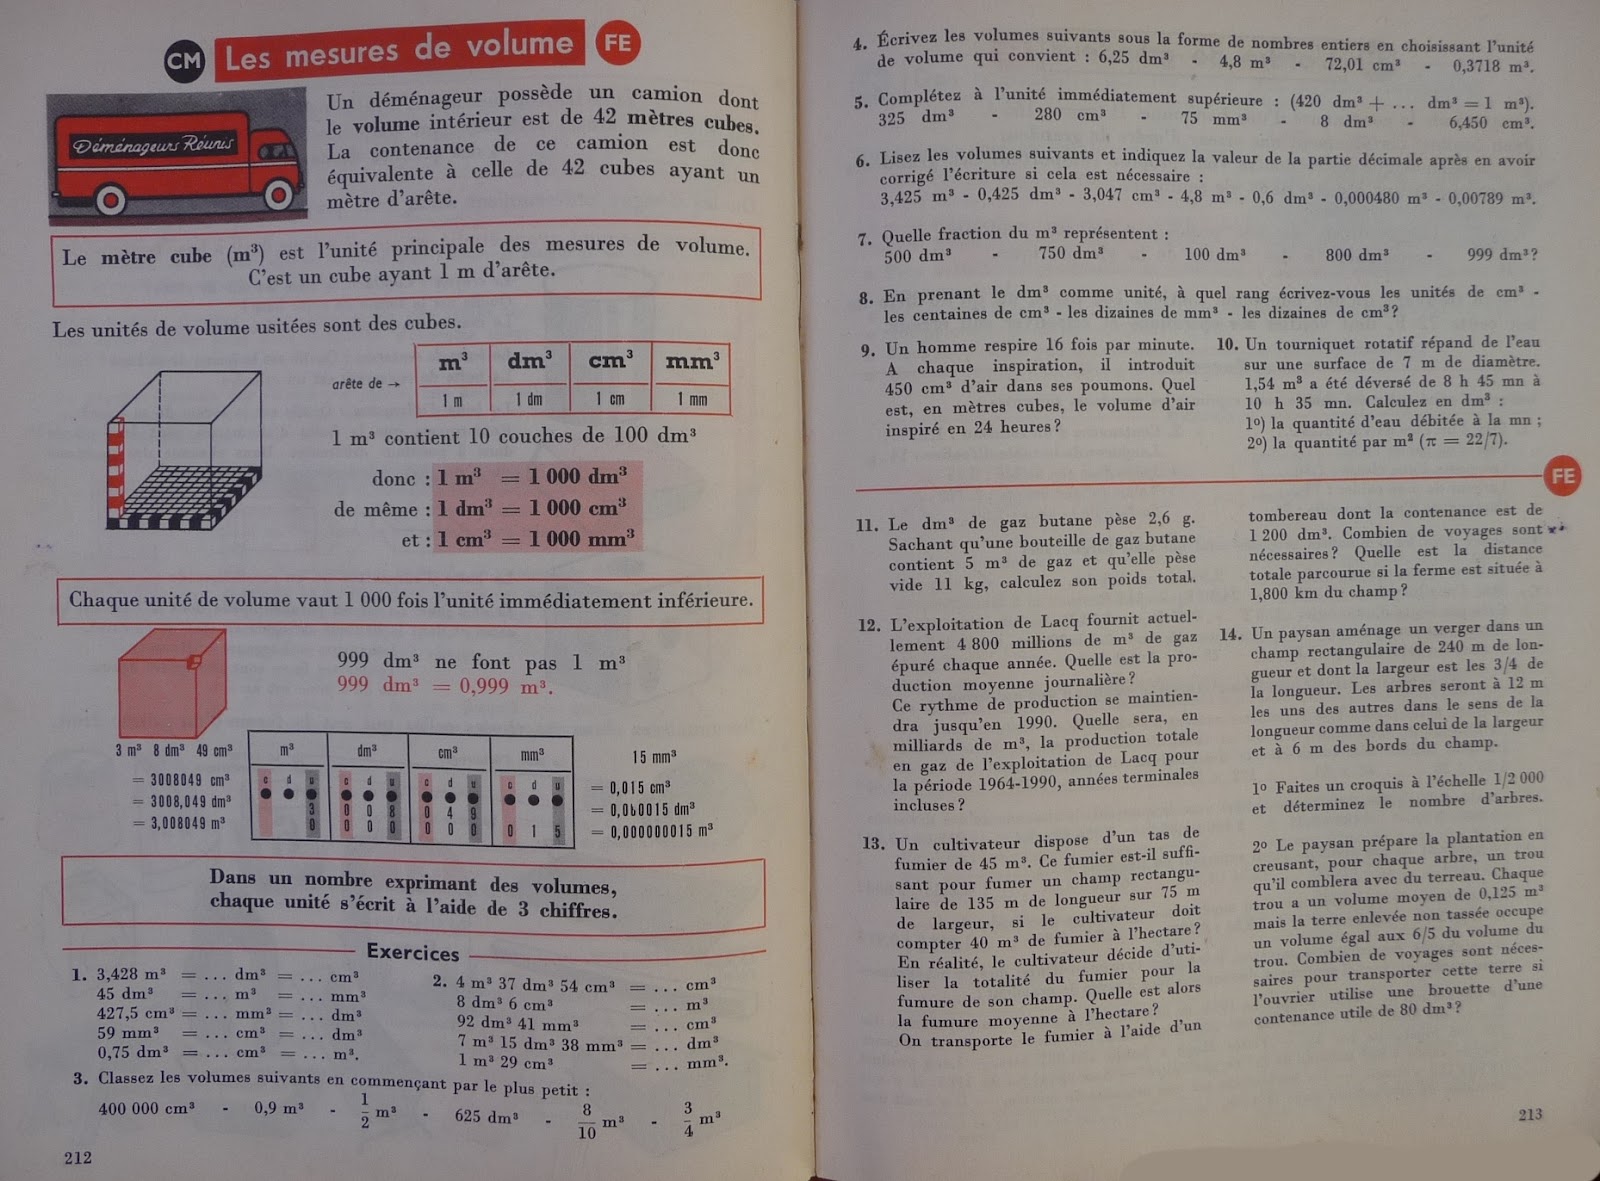 CM Les mesures de volume FE
Déménageurs Réunis
Un déménageur possède un camion dont
le volume intérieur est de 42 mètres cubes.
La contenance de ce camion est donc
équivalente à celle de 42 cubes ayant un
mètre d'arête.
Le mètre cube (m³) est l'unité principale des mesures de volume.
C'est un cube ayant 1 m d'arête.
Les unités de volume usitées sont des cubes.
m³ dm³ cm³ mm³
arête de → 1 m 1 dm 1 cm 1 mm
1 m³ contient 10 couches de 100 dm³
donc : 1 m³ = 1 000 dm³
de même : 1 dm³ = 1 000 cm³
et : 1 cm³ = 1 000 mm³
Chaque unité de volume vaut 1 000 fois l'unité immédiatement inférieure.
999 dm³ ne font pas 1 m³
999 dm³ = 0,999 m³.
3 m³ 8 dm³ 49 cm³
= 3008049 cm³
= 3008,049 dm³
= 3,008049 m³
m³ dm³ cm³ mm³
c d u c d u c d u c d u
3 0 0 8 0 4 9
0 0 0 0 0 0 0 0 1 5
15 mm³
= 0,015 cm³
= 0,000015 dm³
= 0,000000015 m³
Dans un nombre exprimant des volumes,
chaque unité s'écrit à l'aide de 3 chiffres.
Exercices
1. 3,428 m³ = ... dm³ = ... cm³
45 dm³ = ... m³ = ... mm³
427,5 cm³ = ... mm³ = ... dm³
59 mm³ = ... cm³ = ... dm³
0,75 dm³ = ... cm³ = ... m³.
2. 4 m³ 37 dm³ 54 cm³ = ... cm³
8 dm³ 6 cm³ = ... m³
92 dm³ 41 mm³ = ... cm³
7 m³ 15 dm³ 38 mm³ = ... dm³
1 m³ 29 cm³ = ... mm³.
3. Classez les volumes suivants en commençant par le plus petit :
400 000 cm³ - 0,9 m³ - 1/2 m³ - 625 dm³ - 8/10 m³ - 3/4 m³
212
4. Écrivez les volumes suivants sous la forme de nombres entiers en choisissant l'unité
de volume qui convient : 6,25 dm³ - 4,8 m³ - 72,01 cm³ - 0,3718 m³.
5. Complétez à l'unité immédiatement supérieure : (420 dm³ + ... dm³ = 1 m³).
325 dm³ - 280 cm³ - 75 mm³ - 8 dm³ - 6,450 cm³.
6. Lisez les volumes suivants et indiquez la valeur de la partie décimale après en avoir
corrigé l'écriture si cela est nécessaire :
3,425 m³ - 0,425 dm³ - 3,047 cm³ - 4,8 m³ - 0,6 dm³ - 0,000480 m³ - 0,00789 m³.
7. Quelle fraction du m³ représentent :
500 dm³ - 750 dm³ - 100 dm³ - 800 dm³ - 999 dm³?
8. En prenant le dm³ comme unité, à quel rang écrivez-vous les unités de cm³ -
les centaines de cm³ - les dizaines de mm³ - les dizaines de cm³?
9. Un homme respire 16 fois par minute.
A chaque inspiration, il introduit
450 cm³ d'air dans ses poumons. Quel
est, en mètres cubes, le volume d'air
inspiré en 24 heures?
10. Un tourniquet rotatif répand de l'eau
sur une surface de 7 m de diamètre.
1,54 m³ a été déversé de 8 h 45 mn à
10 h 35 mn. Calculez en dm³ :
1º) la quantité d'eau débitée à la mn ;
2º) la quantité par m² (π = 22/7).
FE
11. Le dm³ de gaz butane pèse 2,6 g.
Sachant qu'une bouteille de gaz butane
contient 5 m³ de gaz et qu'elle pèse
vide 11 kg, calculez son poids total.
12. L'exploitation de Lacq fournit actuel-
lement 4 800 millions de m³ de gaz
épuré chaque année. Quelle est la pro-
duction moyenne journalière?
Ce rythme de production se maintien-
dra jusqu'en 1990. Quelle sera, en
milliards de m³, la production totale
en gaz de l'exploitation de Lacq pour
la période 1964-1990, années terminales
incluses?
13. Un cultivateur dispose d'un tas de
fumier de 45 m³. Ce fumier est-il suffi-
sant pour fumer un champ rectangu-
laire de 135 m de longueur sur 75 m
de largeur, si le cultivateur doit
compter 40 m³ de fumier à l'hectare?
En réalité, le cultivateur décide d'uti-
liser la totalité du fumier pour la
fumure de son champ. Quelle est alors
la fumure moyenne à l'hectare?
On transporte le fumier à l'aide d'un
tombereau dont la contenance est de
1 200 dm³. Combien de voyages sont
nécessaires? Quelle est la distance
totale parcourue si la ferme est située à
1,800 km du champ?
14. Un paysan aménage un verger dans un
champ rectangulaire de 240 m de lon-
gueur et dont la largeur est les 3/4 de
la longueur. Les arbres seront à 12 m
les uns des autres dans le sens de la
longueur comme dans celui de la largeur
et à 6 m des bords du champ.
1º Faites un croquis à l'échelle 1/2 000
et déterminez le nombre d'arbres.
2º Le paysan prépare la plantation en
creusant, pour chaque arbre, un trou
qu'il comblera avec du terreau. Chaque
trou a un volume moyen de 0,125 m³
mais la terre enlevée non tassée occupe
un volume égal aux 6/5 du volume du
trou. Combien de voyages sont néces-
saires pour transporter cette terre si
l'ouvrier utilise une brouette d'une
contenance utile de 80 dm³?
213